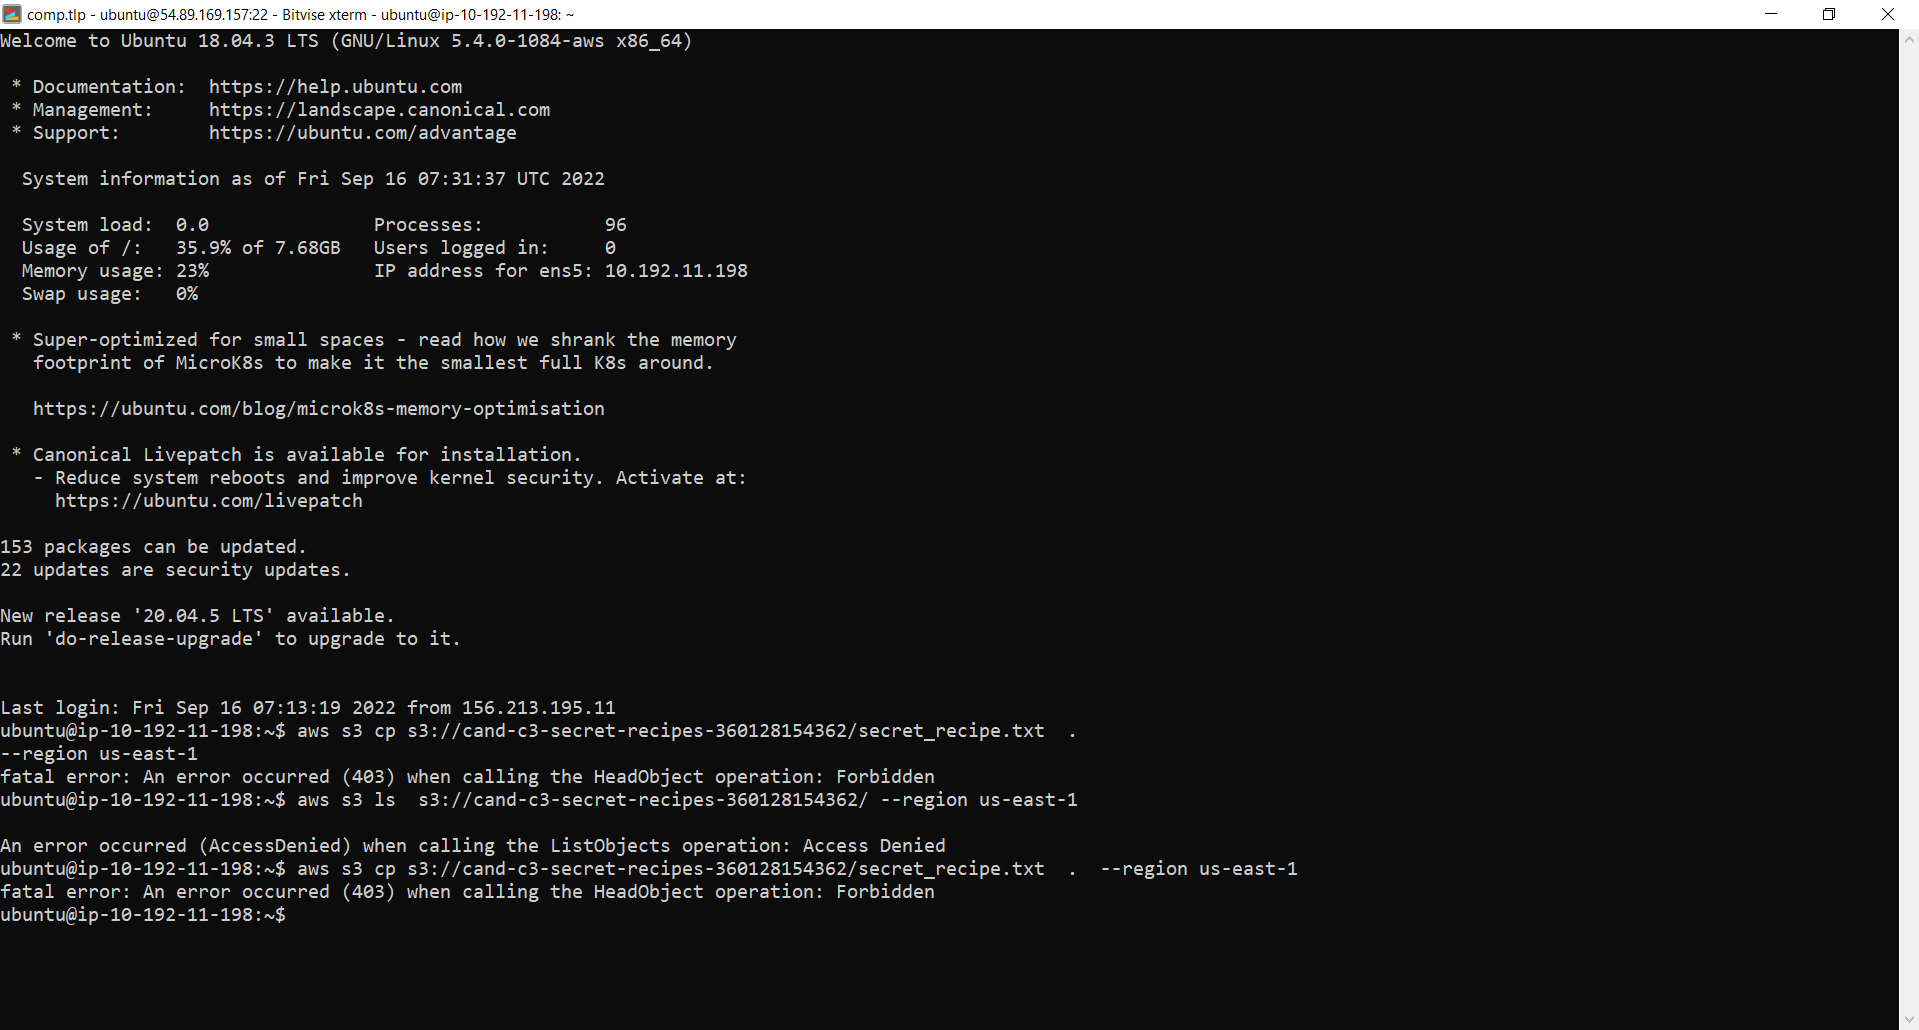 comp.tlp - ubuntu@54.89.169.157:22 - Bitvise xterm - ubuntu@ip-10-192-11-198: ~
Welcome to Ubuntu 18.04.3 LTS (GNU/Linux 5.4.0-1084-aws x86_64)
* Documentation:  https://help.ubuntu.com
* Management:     https://landscape.canonical.com
* Support:        https://ubuntu.com/advantage
System information as of Fri Sep 16 07:31:37 UTC 2022
System load:  0.0               Processes:           96
Usage of /:   35.9% of 7.68GB   Users logged in:     0
Memory usage: 23%               IP address for ens5: 10.192.11.198
Swap usage:   0%
* Super-optimized for small spaces - read how we shrank the memory
footprint of MicroK8s to make it the smallest full K8s around.
https://ubuntu.com/blog/microk8s-memory-optimisation
* Canonical Livepatch is available for installation.
- Reduce system reboots and improve kernel security. Activate at:
https://ubuntu.com/livepatch
153 packages can be updated.
22 updates are security updates.
New release '20.04.5 LTS' available.
Run 'do-release-upgrade' to upgrade to it.
Last login: Fri Sep 16 07:13:19 2022 from 156.213.195.11
ubuntu@ip-10-192-11-198:~$ aws s3 cp s3://cand-c3-secret-recipes-360128154362/secret_recipe.txt  .
--region us-east-1
fatal error: An error occurred (403) when calling the HeadObject operation: Forbidden
ubuntu@ip-10-192-11-198:~$ aws s3 ls  s3://cand-c3-secret-recipes-360128154362/ --region us-east-1
An error occurred (AccessDenied) when calling the ListObjects operation: Access Denied
ubuntu@ip-10-192-11-198:~$ aws s3 cp s3://cand-c3-secret-recipes-360128154362/secret_recipe.txt  .  --region us-east-1
fatal error: An error occurred (403) when calling the HeadObject operation: Forbidden
ubuntu@ip-10-192-11-198:~$